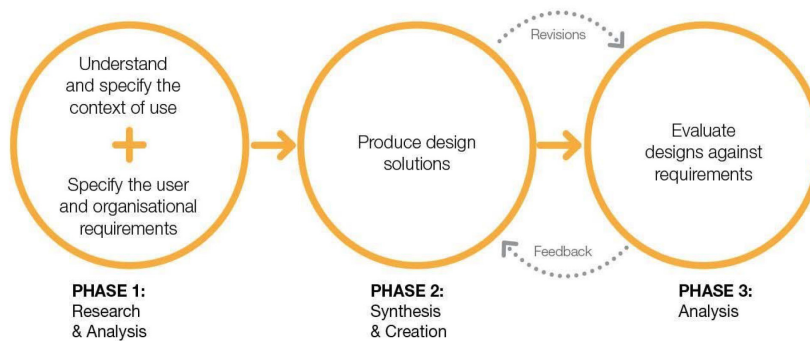 Understand
and specify the
context of use
+
Specify the user
and organisational
requirements
Produce design
solutions
Revisions
Feedback
Evaluate
designs against
requirements
PHASE 1:
Research
& Analysis
PHASE 2:
Synthesis
& Creation
PHASE 3:
Analysis